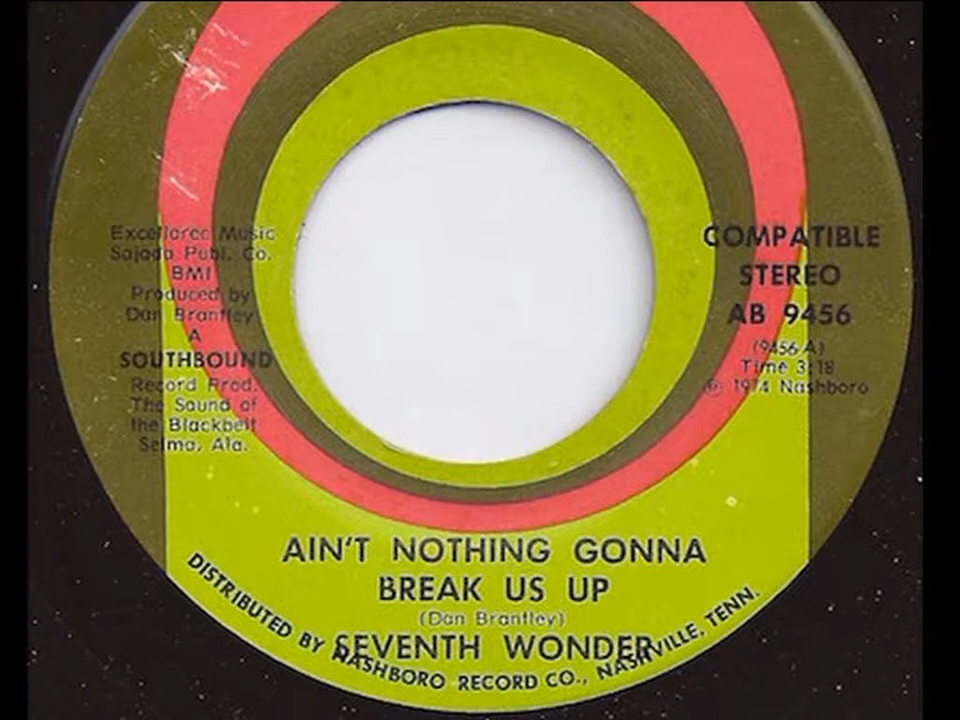 Excellorec Music
Sajada Publ. Co.
BMI
Produced by
Dan Brantley
A
SOUTHBOUND
Record Prod.
The Sound of
the Blackbelt
Selma, Ala.
COMPATIBLE
STEREO
AB 9456
(9456-A)
Time 3:18
℗ 1974 Nashboro
AIN'T NOTHING GONNA
BREAK US UP
(Dan Brantley)
SEVENTH WONDER
DISTRIBUTED BY NASHBORO RECORD CO., NASHVILLE, TENN.